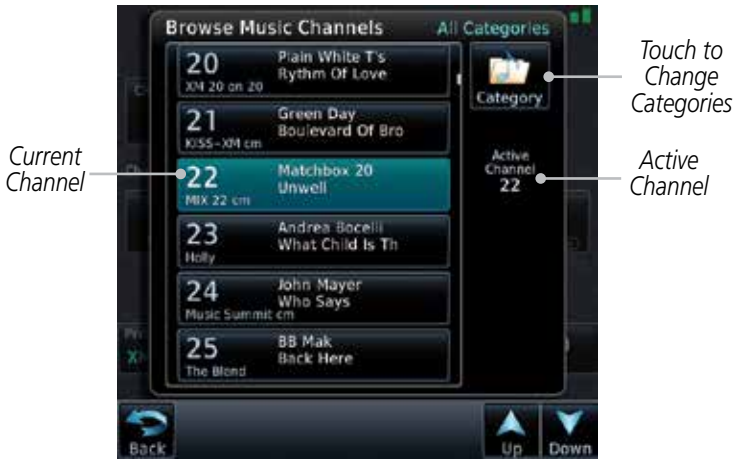 Browse Music Channels All Categories
20
Plain White T's
Rythm Of Love
XM 20 on 20
21
Green Day
Boulevard Of Bro
KISS-XM cm
22
Matchbox 20
Unwell
MIX 22 cm
23
Andrea Bocelli
What Child Is Th
Holly
24
John Mayer
Who Says
Music Summit cm
25
BB Mak
Back Here
The Blend
Category
Active
Channel
22
Back
Up
Down
Current
Channel
Touch to
Change
Categories
Active
Channel